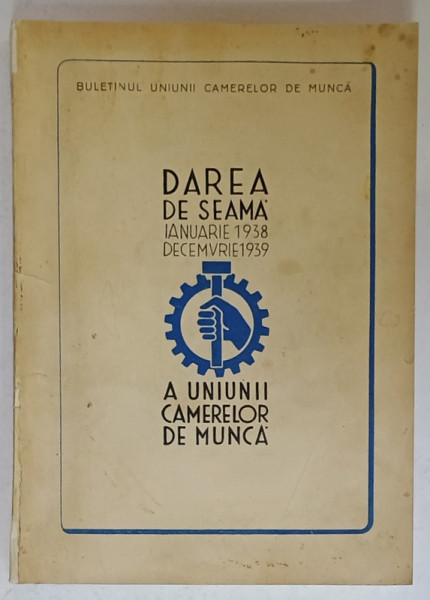 BULETINUL UNIUNII CAMERELOR DE MUNCĂ
DAREA
DE SEAMĂ
IANUARIE 1938
DECEMVRIE 1939
A UNIUNII
CAMERELOR
DE MUNCĂ